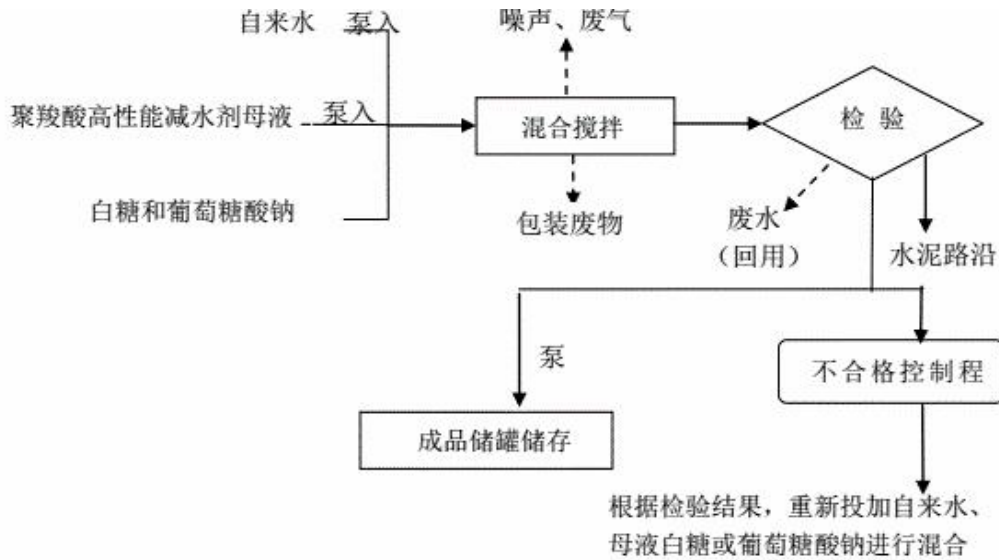 自来水 泵入
噪声、废气
聚羧酸高性能减水剂母液 泵入
混合搅拌
检 验
白糖和葡萄糖酸钠
包装废物
废水
（回用）
水泥路沿
泵
不合格控制程
成品储罐储存
根据检验结果，重新投加自来水、
母液白糖或葡萄糖酸钠进行混合